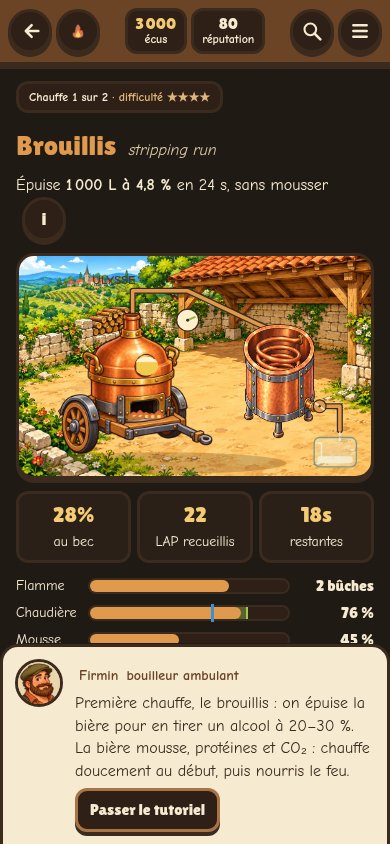 3 000
écus
80
réputation
Chauffe 1 sur 2 · difficulté ★★★★
Brouillis stripping run
Épuise 1 000 L à 4,8 % en 24 s, sans mousser
i
ULYSSE
28%
au bec
22
LAP recueillis
18s
restantes
Flamme
2 bûches
Chaudière
76 %
Mousse
45 %
Firmin bouilleur ambulant
Première chauffe, le brouillis : on épuise la
bière pour en tirer un alcool à 20–30 %.
La bière mousse, protéines et CO₂ : chauffe
doucement au début, puis nourris le feu.
Passer le tutoriel